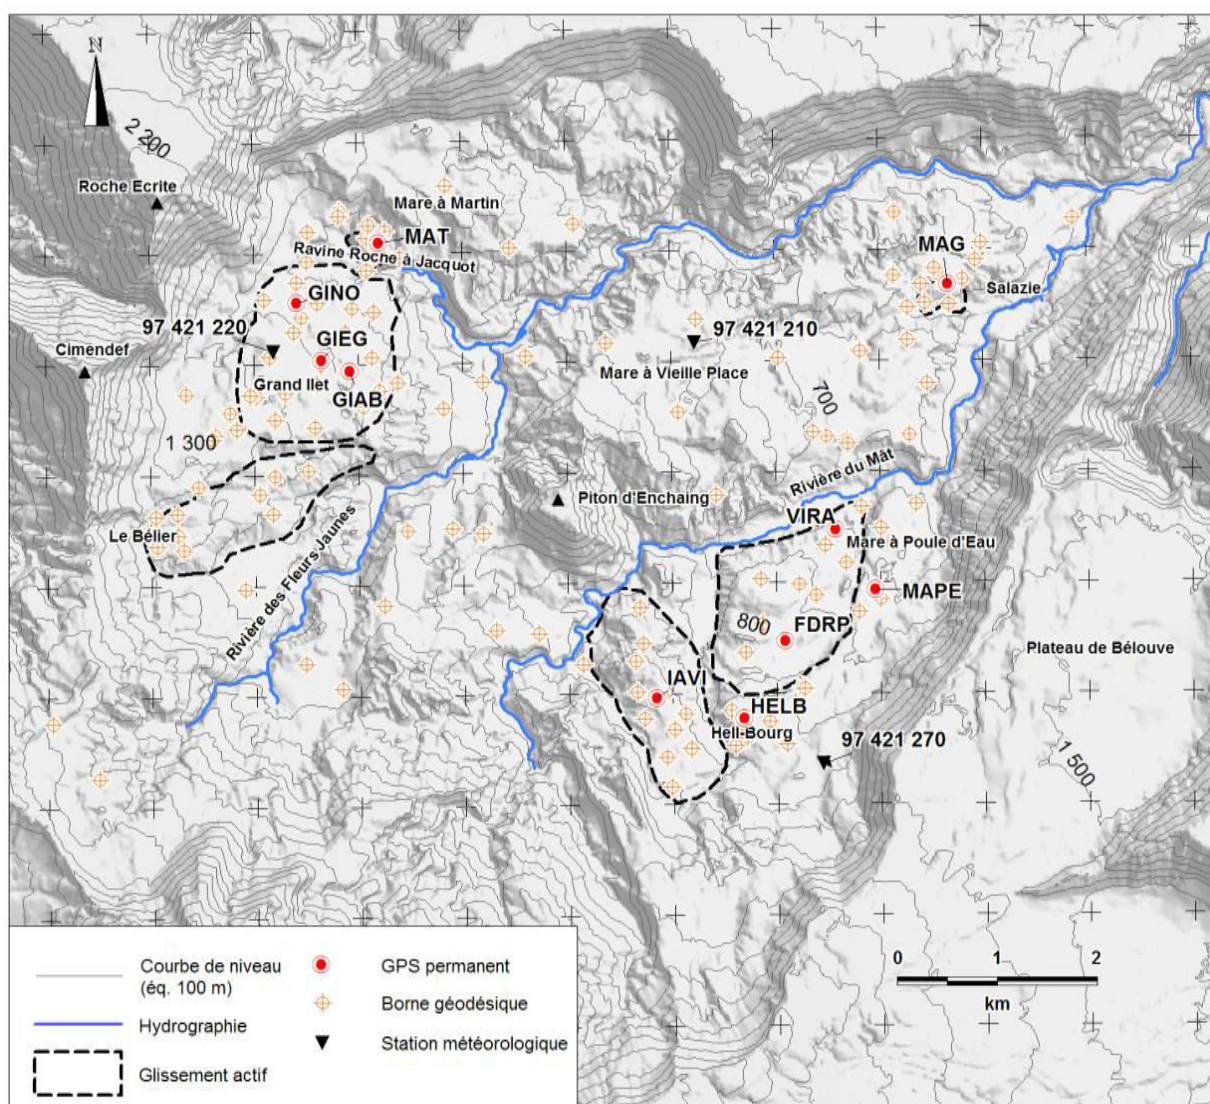 N
2 200
Roche Ecrite
Mare à Martin
MAT
Ravine Roche à Jacquot
MAG
Salazie
GINO
97 421 220
GIEG
97 421 210
Cimendef
Grand Ilet
Mare à Vieille Place
GIAB
700
1 300
Rivière du Mât
Piton d'Enchaing
VIRA
Le Bélier
Mare à Poule d'Eau
Rivière des Fleurs Jaunes
MAPE
800
FDRP
Plateau de Bélouve
IAVI
HELB
Hell-Bourg
97 421 270
1 500
Courbe de niveau
(éq. 100 m)
Hydrographie
Glissement actif
GPS permanent
Borne géodésique
Station météorologique
0 1 2
km